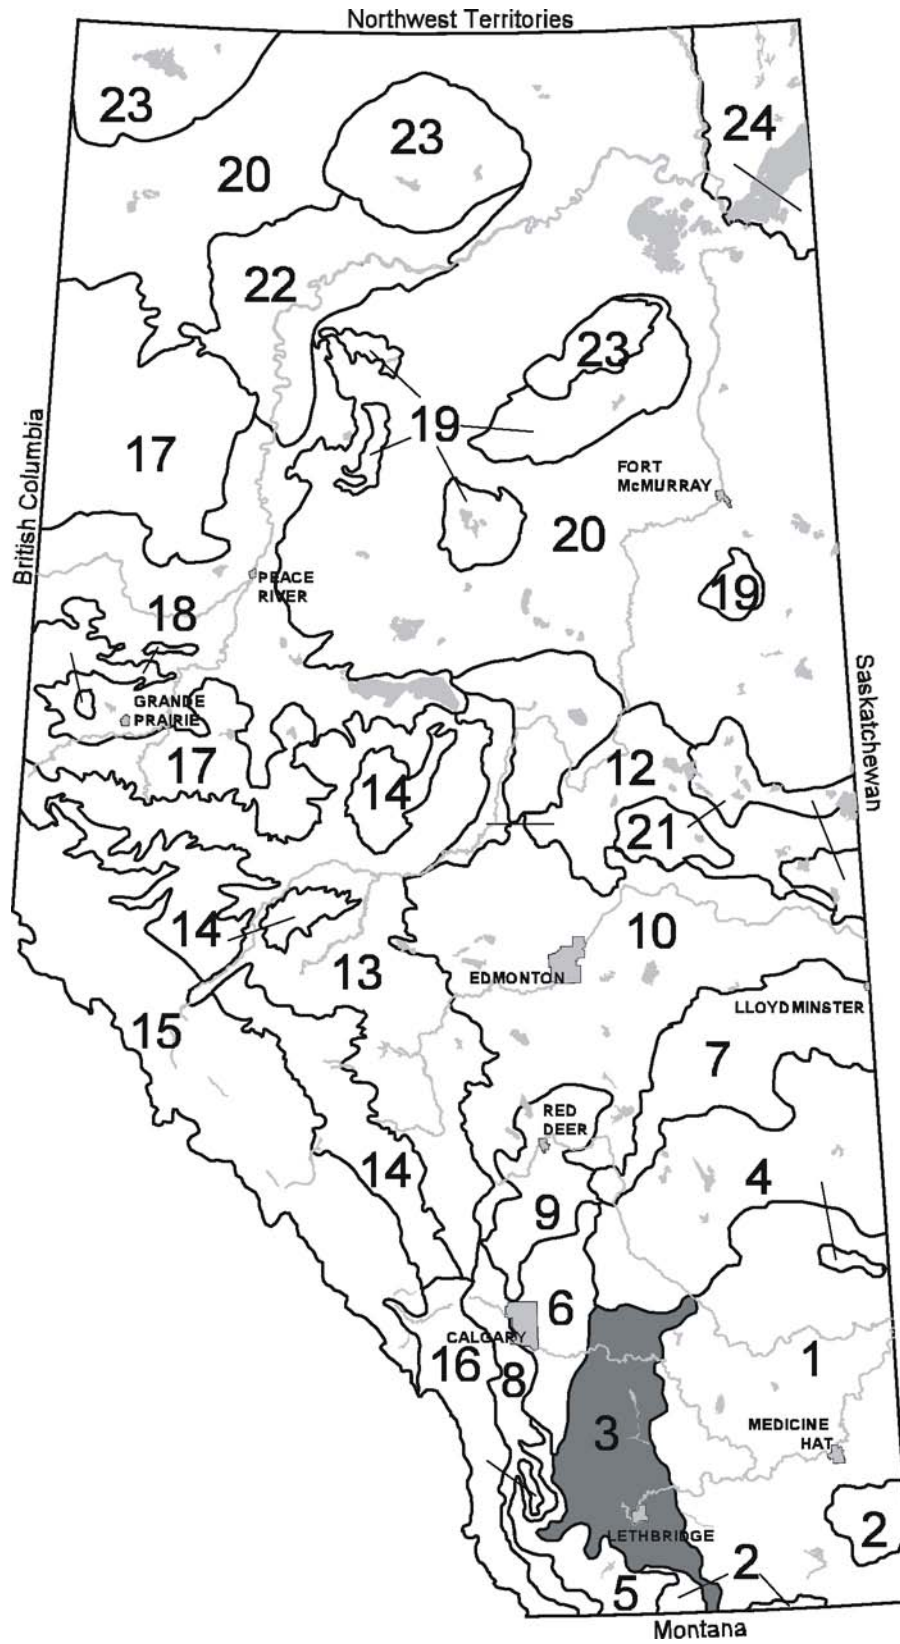 Northwest Territories
23
23
24
20
22
23
British Columbia
19
17
FORT
McMURRAY
20
PEACE
RIVER
19
18
Saskatchewan
GRANDE
PRAIRIE
17
14
12
21
14
10
13
EDMONTON
LLOYDMINSTER
15
7
RED
DEER
14
4
9
6
CALGARY
16
8
1
3
MEDICINE
HAT
2
LETHBRIDGE
2
5
Montana